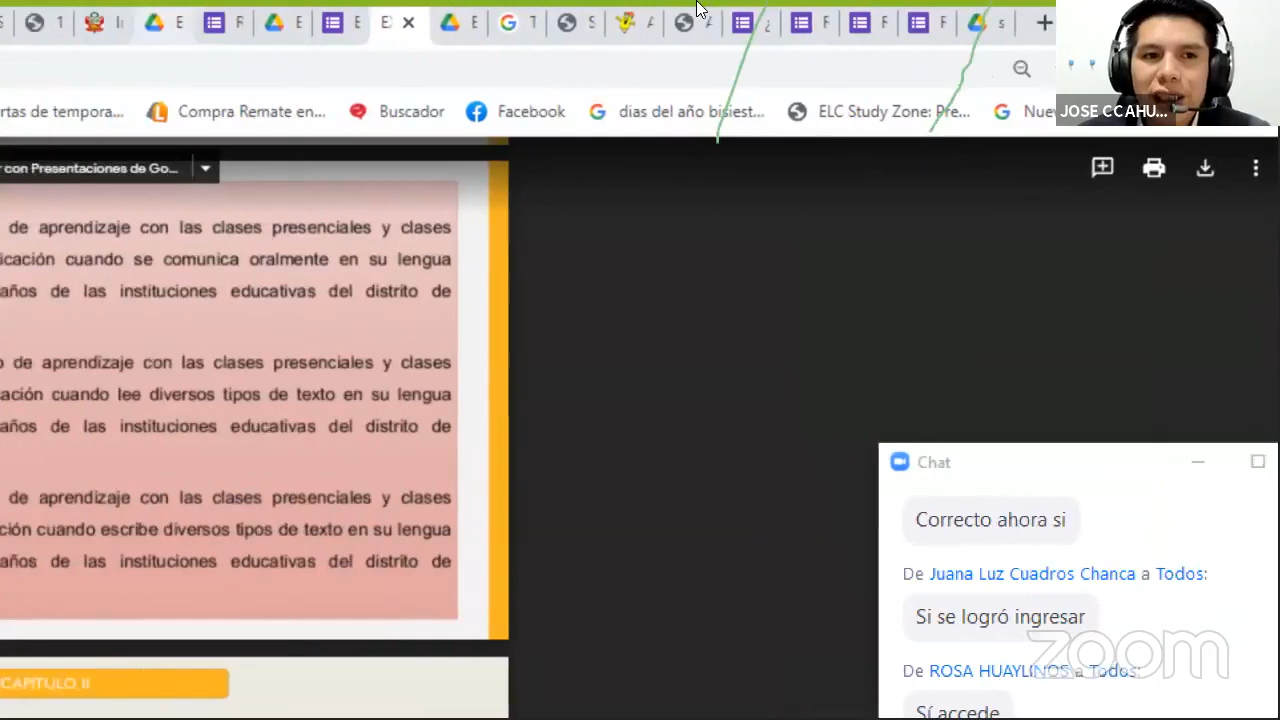 S
1
I
E
F
E
E
E
E
T
S
A
A
¿
F
F
F
s
rtas de tempora...
Compra Remate en...
Buscador
Facebook
dias del año bisiest...
ELC Study Zone: Pre...
Nuev
JOSE CCAHU...
r con Presentaciones de Go...
de aprendizaje con las clases presenciales y clases
icación cuando se comunica oralmente en su lengua
años de las instituciones educativas del distrito de
o de aprendizaje con las clases presenciales y clases
ación cuando lee diversos tipos de texto en su lengua
años de las instituciones educativas del distrito de
de aprendizaje con las clases presenciales y clases
ción cuando escribe diversos tipos de texto en su lengua
años de las instituciones educativas del distrito de
CAPITULO II
Chat
Correcto ahora si
De Juana Luz Cuadros Chanca a Todos:
Si se logró ingresar
De ROSA HUAYLINOS a Todos:
Sí accede
zoom